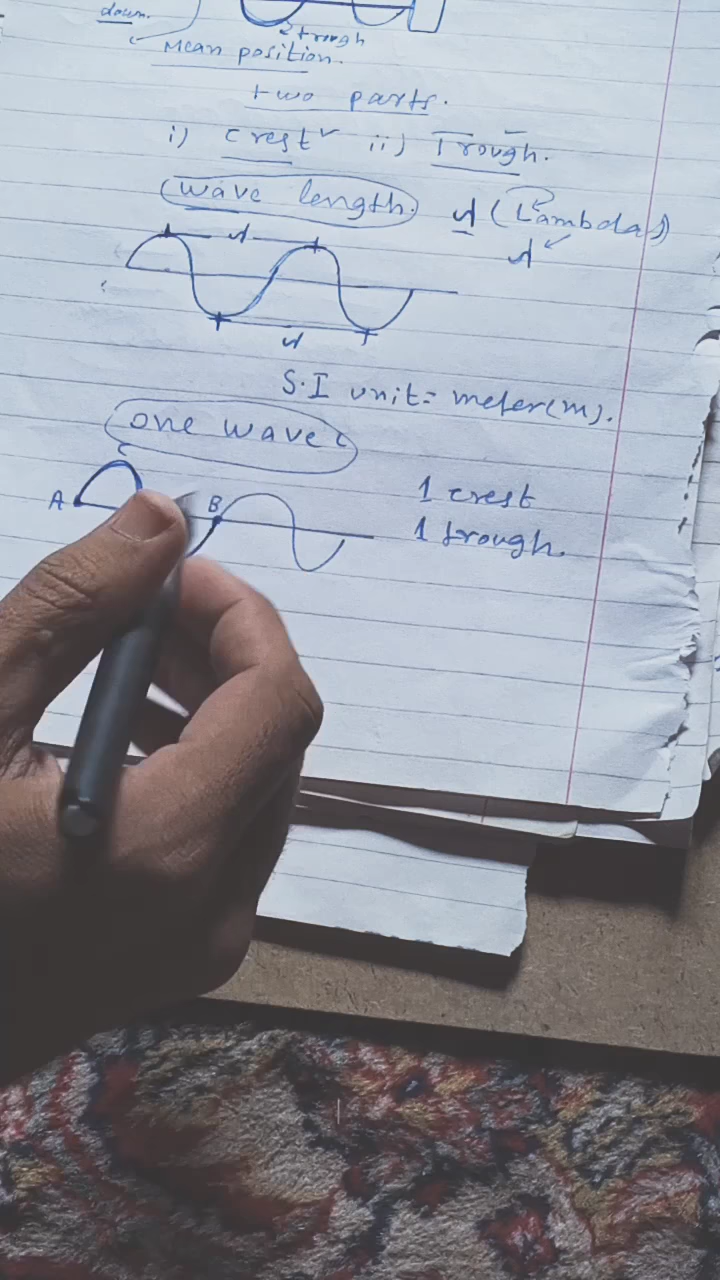 down.
trough
Mean position.
two parts.
i) crest ii) Trough.
wave length. λ (Lambda)
λ
λ
λ
S.I unit= meter(m).
one wave
C
A B
1 crest
1 trough.